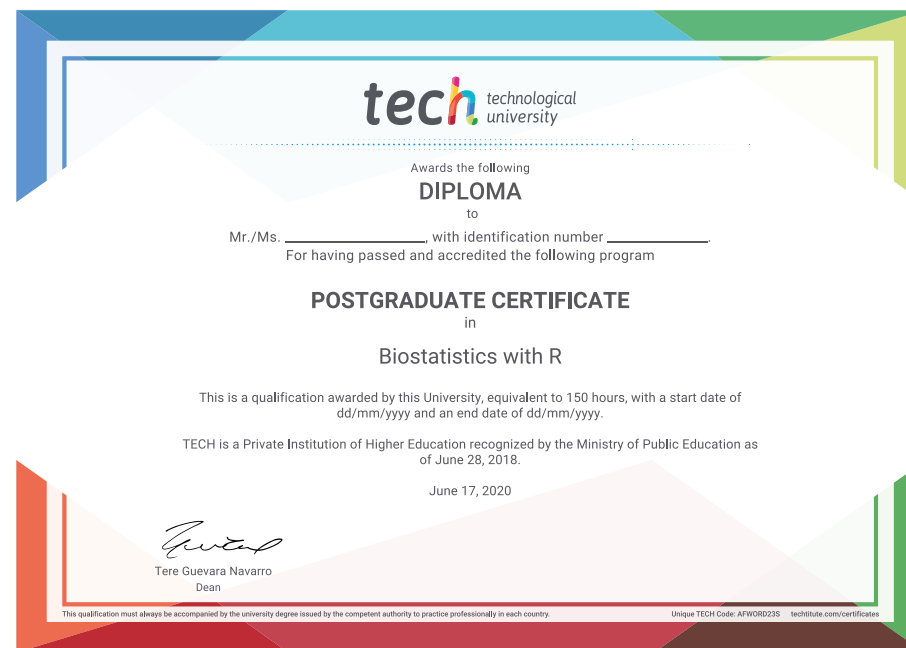 tech technological
university
Awards the following
DIPLOMA
to
Mr./Ms. ____________________, with identification number ______________.
For having passed and accredited the following program
POSTGRADUATE CERTIFICATE
in
Biostatistics with R
This is a qualification awarded by this University, equivalent to 150 hours, with a start date of
dd/mm/yyyy and an end date of dd/mm/yyyy.
TECH is a Private Institution of Higher Education recognized by the Ministry of Public Education as
of June 28, 2018.
June 17, 2020
Tere Guevara Navarro
Dean
This qualification must always be accompanied by the university degree issued by the competent authority to practice professionally in each country. Unique TECH Code: AFWORD23S techtitute.com/certificates